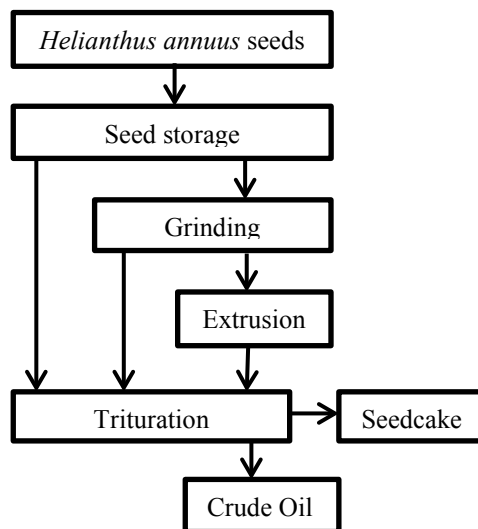 Helianthus annuus seeds
Seed storage
Grinding
Extrusion
Trituration
Seedcake
Crude Oil